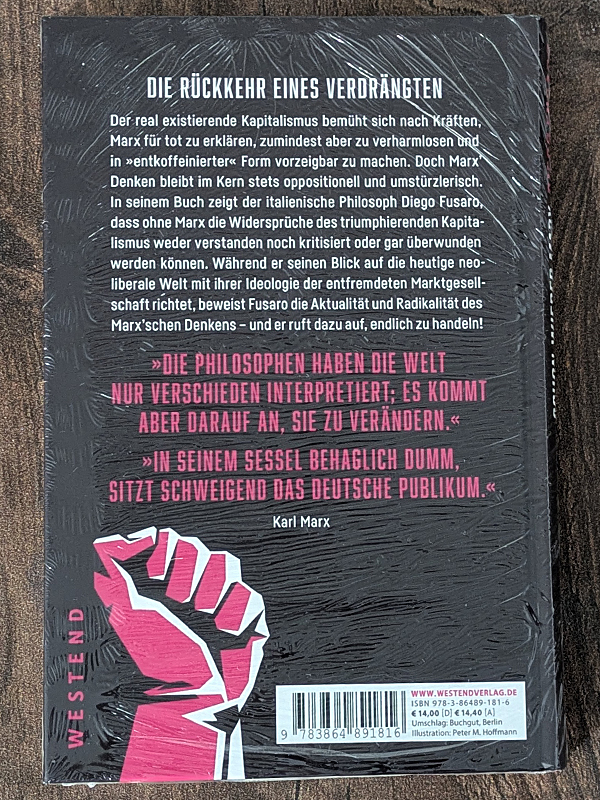 DIE RÜCKKEHR EINES VERDRÄNGTEN
Der real existierende Kapitalismus bemüht sich nach Kräften,
Marx für tot zu erklären, zumindest aber zu verharmlosen und
in »entkoffeinierter« Form vorzeigbar zu machen. Doch Marx'
Denken bleibt im Kern stets oppositionell und umstürzlerisch.
In seinem Buch zeigt der italienische Philosoph Diego Fusaro,
dass ohne Marx die Widersprüche des triumphierenden Kapita-
lismus weder verstanden noch kritisiert oder gar überwunden
werden können. Während er seinen Blick auf die heutige neo-
liberale Welt mit ihrer Ideologie der entfremdeten Marktgesell-
schaft richtet, beweist Fusaro die Aktualität und Radikalität des
Marx'schen Denkens – und er ruft dazu auf, endlich zu handeln!
»DIE PHILOSOPHEN HABEN DIE WELT
NUR VERSCHIEDEN INTERPRETIERT; ES KOMMT
ABER DARAUF AN, SIE ZU VERÄNDERN.«
»IN SEINEM SESSEL BEHAGLICH DUMM,
SITZT SCHWEIGEND DAS DEUTSCHE PUBLIKUM.«
Karl Marx
WESTEND
WWW.WESTENDVERLAG.DE
ISBN 978-3-86489-181-6
€ 14,00 [D] € 14,40 [A]
Umschlag: Buchgut, Berlin
Illustration: Peter M. Hoffmann
9 783864 891816